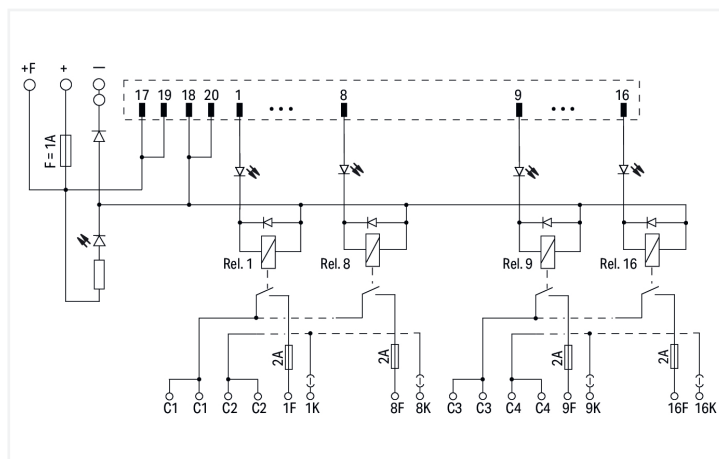 +F + —
17 19 18 20 1 ••• 8 9 ••• 16
F = 1A
Rel. 1 Rel. 8 Rel. 9 Rel. 16
2A 2A 2A 2A
C1 C1 C2 C2 1F 1K 8F 8K C3 C3 C4 C4 9F 9K 16F 16K